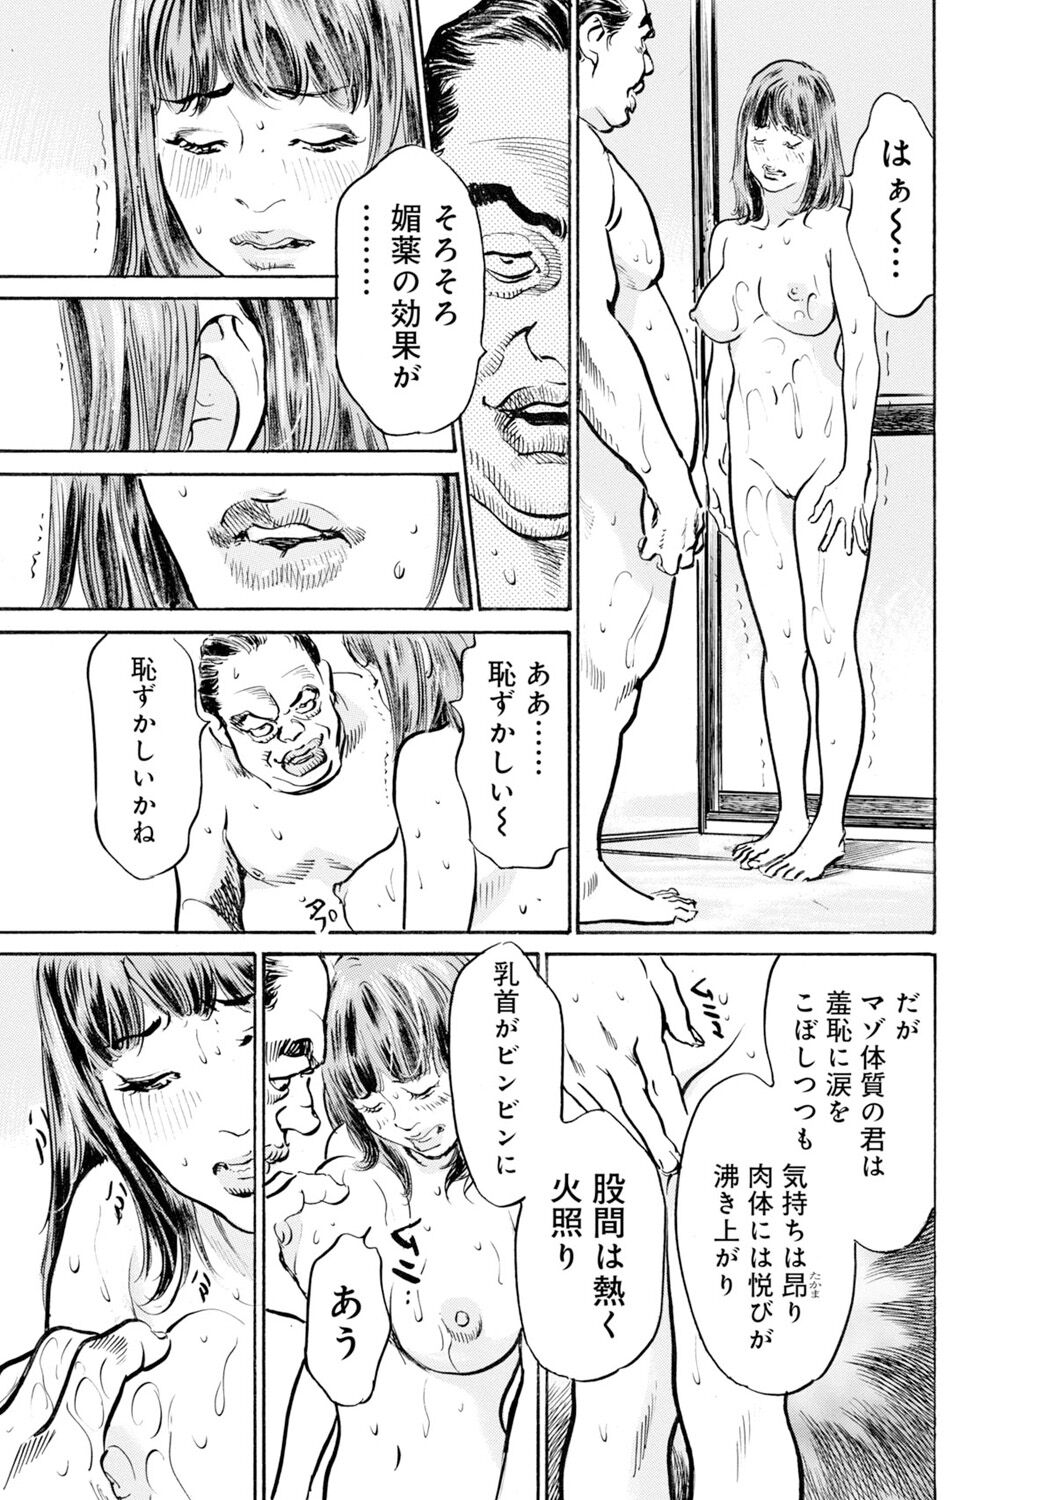 はぁ〜…
そろそろ
媚薬の効果が
………
ああ……
恥ずかしい〜
恥ずかしいかね
だが
マゾ体質の君は
羞恥に涙を
こぼしつつも
気持ちは昂り
たかま
肉体には悦びが
沸き上がり
股間は熱く
火照り
乳首がビンビンに
あう